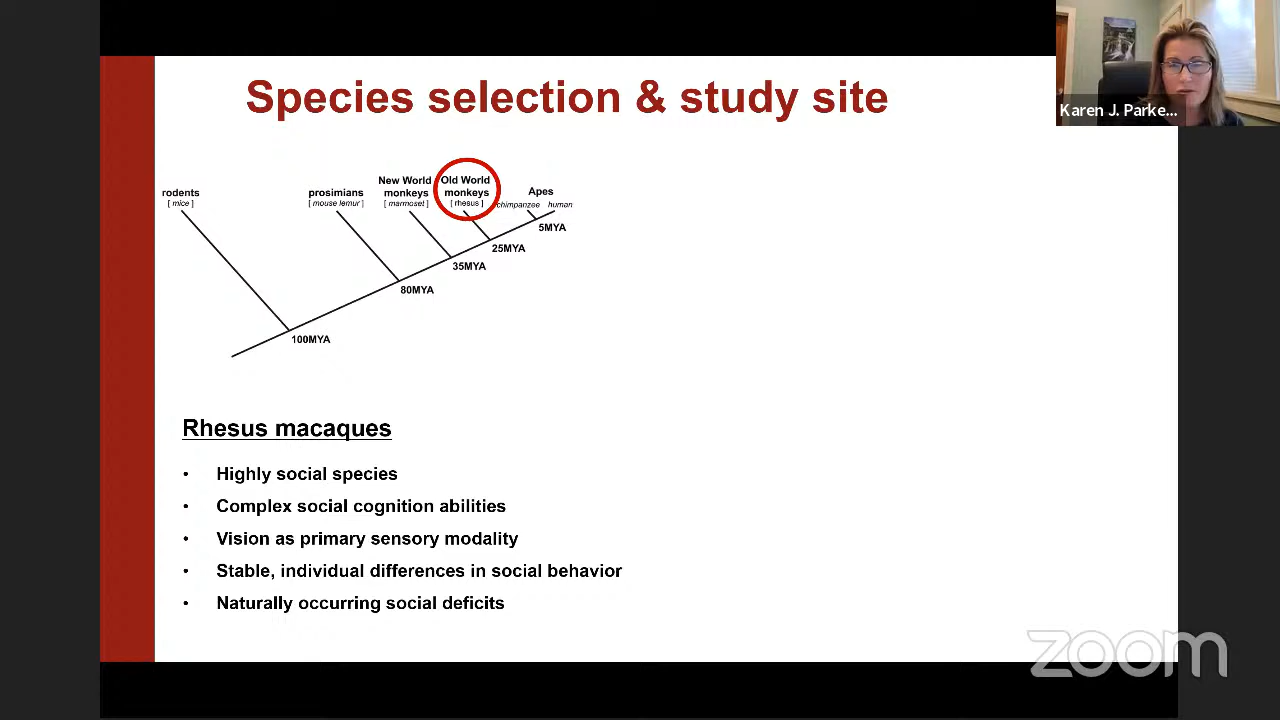 Species selection & study site
Karen J. Parke...
rodents
[ mice ]
prosimians
[ mouse lemur ]
New World
monkeys
[ marmoset ]
Old World
monkeys
[ rhesus ]
Apes
chimpanzee human
5MYA
25MYA
35MYA
80MYA
100MYA
Rhesus macaques
• Highly social species
• Complex social cognition abilities
• Vision as primary sensory modality
• Stable, individual differences in social behavior
• Naturally occurring social deficits
zoom